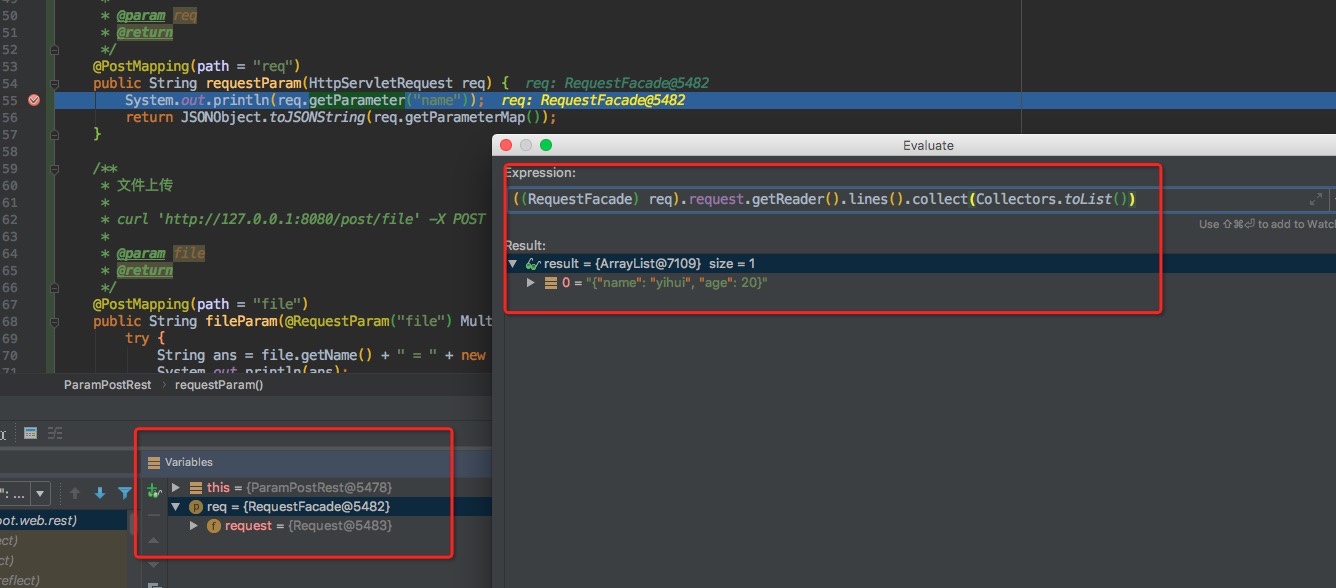 50 * @param req
51 * @return
52 */
53 @PostMapping(path = "req")
54 public String requestParam(HttpServletRequest req) { req: RequestFacade@5482
55 System.out.println(req.getParameter("name")); req: RequestFacade@5482
56 return JSONObject.toJSONString(req.getParameterMap());
57 }
58
59 /**
60 * 文件上传
61 *
62 * curl 'http://127.0.0.1:8080/post/file' -X POST
63 *
64 * @param file
65 * @return
66 */
67 @PostMapping(path = "file")
68 public String fileParam(@RequestParam("file") Mult
69 try {
70 String ans = file.getName() + " = " + new
71 System.out.println(ans);
ParamPostRest › requestParam()
Evaluate
Expression:
((RequestFacade) req).request.getReader().lines().collect(Collectors.toList())
Use ⇧⌘⏎ to add to Watch
Result:
result = {ArrayList@7109} size = 1
0 = "{"name": "yihui", "age": 20}"
Variables
this = {ParamPostRest@5478}
req = {RequestFacade@5482}
request = {Request@5483}
": ...
oot.web.rest)
ect)
ct)
reflect)